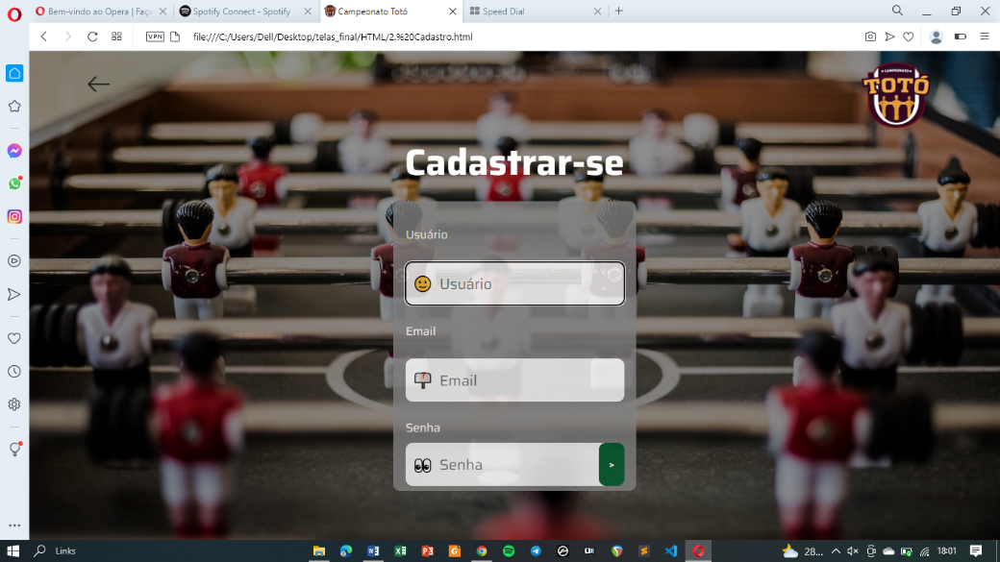 Bem-vindo ao Opera | Faça
Spotify Connect - Spotify
Campeonato Totó
Speed Dial
VPN
file:///C:/Users/Dell/Desktop/telas_final/HTML/2.%20Cadastro.html
CAMPEONATO
TOTÓ
Cadastrar-se
Usuário
Usuário
Email
Email
Senha
Senha
>
Links
28...
18:01